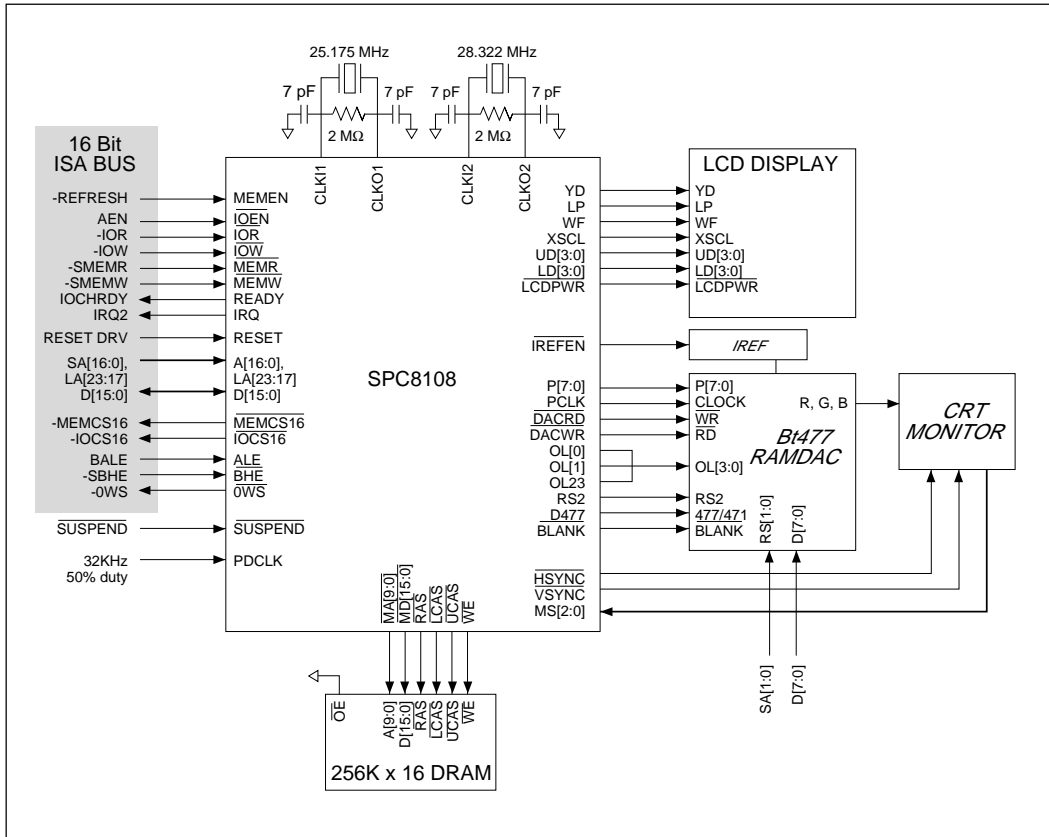 25.175 MHz
28.322 MHz
7 pF
7 pF
7 pF
7 pF
2 MΩ
2 MΩ
16 Bit
ISA BUS
CLKI1
CLKO1
CLKI2
CLKO2
-REFRESH
AEN
-IOR
-IOW
-SMEMR
-SMEMW
IOCHRDY
IRQ2
RESET DRV
SA[16:0],
LA[23:17]
D[15:0]
-MEMCS16
-IOCS16
BALE
-SBHE
-0WS
SUSPEND
32KHz
50% duty
MEMEN
IOEN
IOR
IOW
MEMR
MEMW
READY
IRQ
RESET
A[16:0],
LA[23:17]
D[15:0]
MEMCS16
IOCS16
ALE
BHE
0WS
SUSPEND
PDCLK
SPC8108
YD
LP
WF
XSCL
UD[3:0]
LD[3:0]
LCDPWR
IREFEN
P[7:0]
PCLK
DACRD
DACWR
OL[0]
OL[1]
OL23
RS2
D477
BLANK
HSYNC
VSYNC
MS[2:0]
LCD DISPLAY
YD
LP
WF
XSCL
UD[3:0]
LD[3:0]
LCDPWR
IREF
P[7:0]
CLOCK
WR
RD
OL[3:0]
RS2
477/471
BLANK
R, G, B
Bt477
RAMDAC
RS[1:0]
D[7:0]
CRT
MONITOR
SA[1:0]
D[7:0]
MA[9:0]
MD[15:0]
RAS
LCAS
UCAS
WE
OE
A[9:0]
D[15:0]
RAS
LCAS
UCAS
WE
256K x 16 DRAM